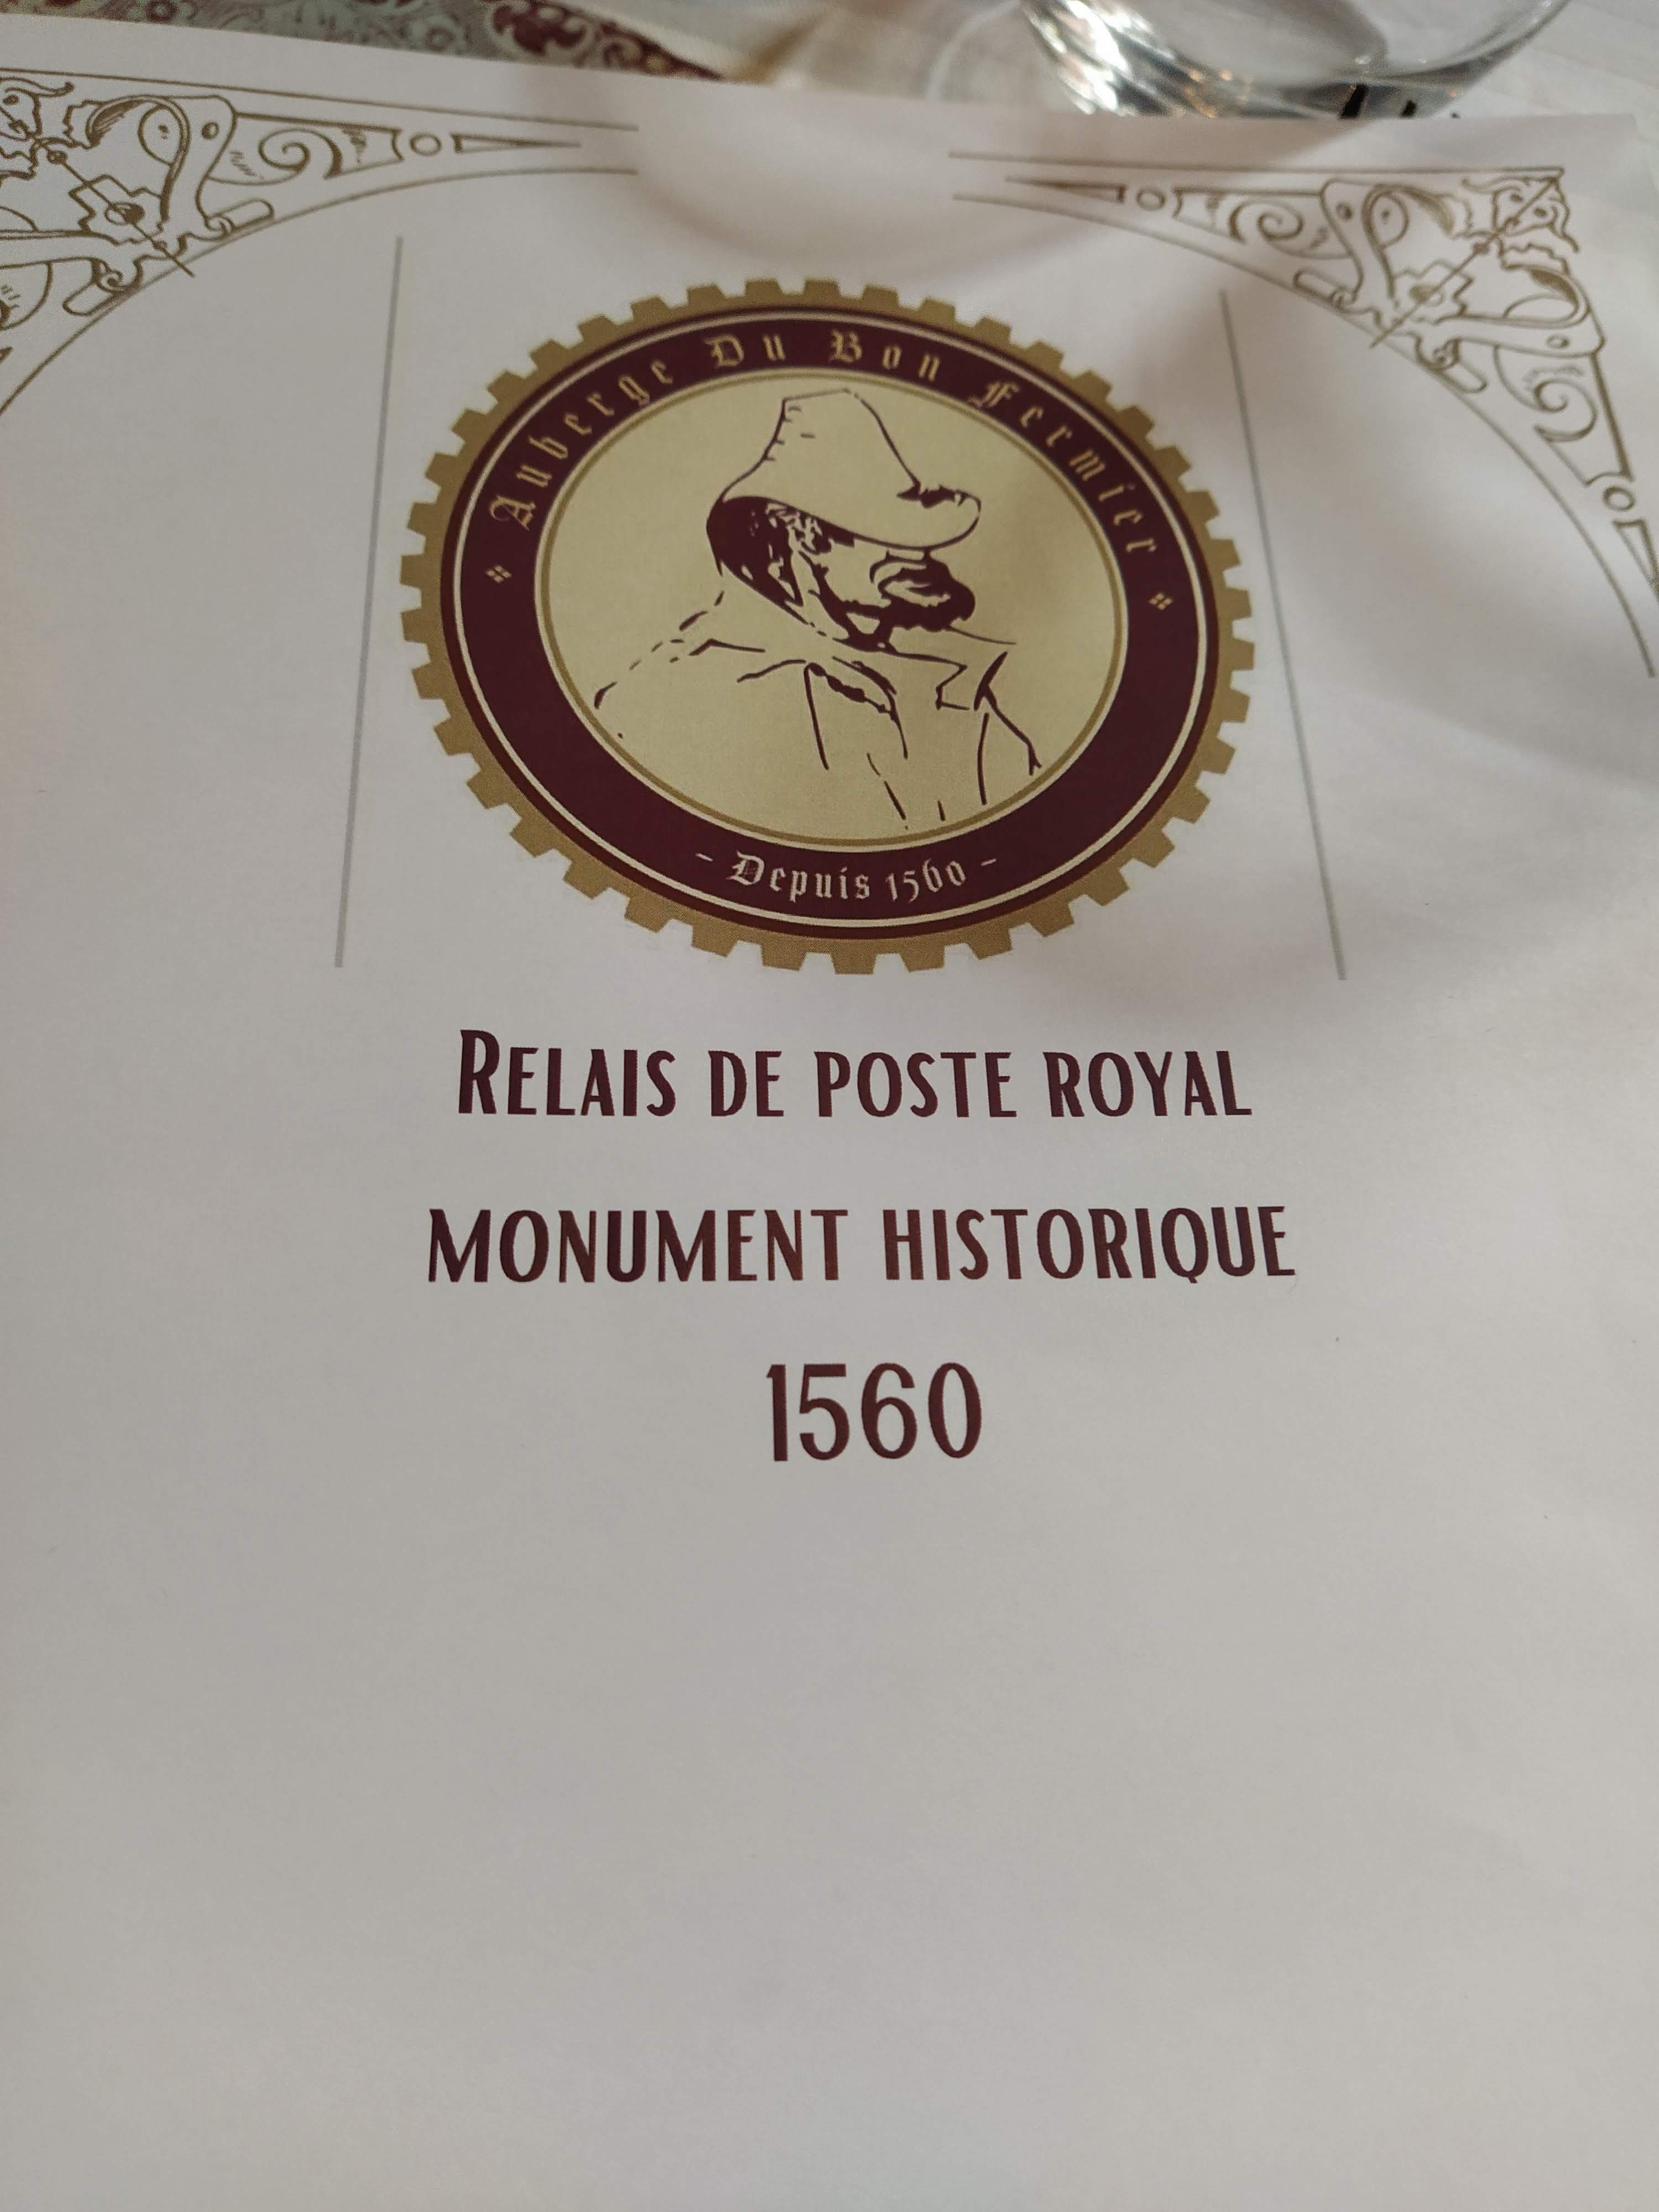 Auberge Du Bon Fermier
- Depuis 1560 -
RELAIS DE POSTE ROYAL
MONUMENT HISTORIQUE
1560